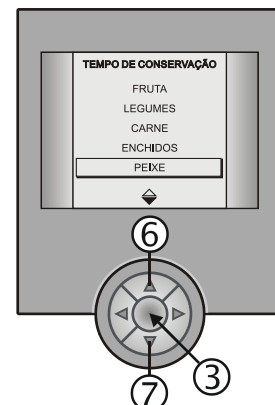 TEMPO DE CONSERVAÇÃO
FRUTA
LEGUMES
CARNE
ENCHIDOS
PEIXE
6
3
7